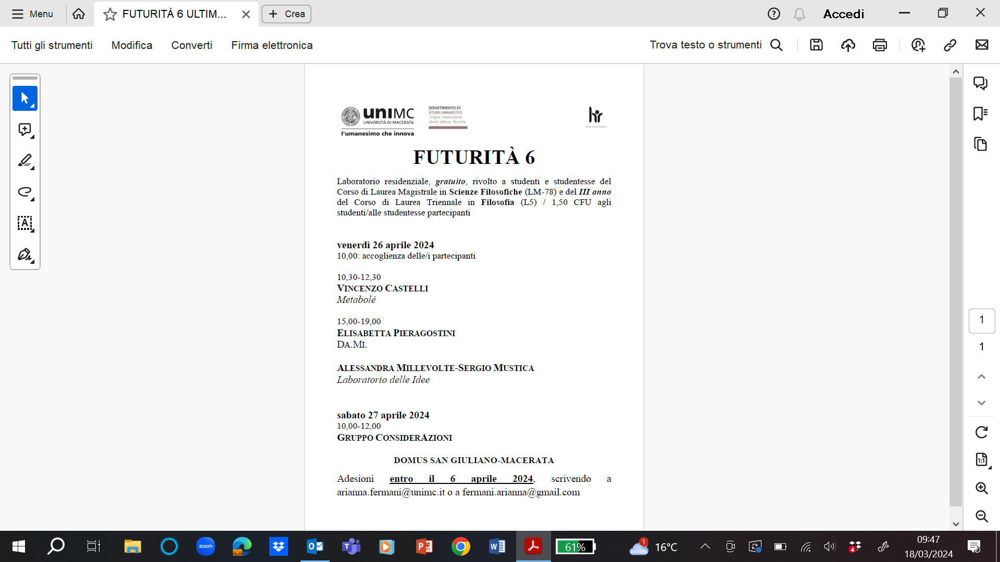 Menu
FUTURITÀ 6 ULTIM...
Crea
Accedi
Tutti gli strumenti
Modifica
Converti
Firma elettronica
Trova testo o strumenti
unIMC
UNIVERSITÀ DI MACERATA
l'umanesimo che innova
DIPARTIMENTO DI
STUDI UMANISTICI
Lingue, mediazione,
storia, lettere, filosofia
hr
FUTURITÀ 6
Laboratorio residenziale, gratuito, rivolto a studenti e studentesse del
Corso di Laurea Magistrale in Scienze Filosofiche (LM-78) e del III anno
del Corso di Laurea Triennale in Filosofia (L5) / 1,50 CFU agli
studenti/alle studentesse partecipanti
venerdì 26 aprile 2024
10,00: accoglienza delle/i partecipanti
10,30-12,30
VINCENZO CASTELLI
Metabolé
15,00-19,00
ELISABETTA PIERAGOSTINI
DA.MI.
ALESSANDRA MILLEVOLTE-SERGIO MUSTICA
Laboratorio delle Idee
sabato 27 aprile 2024
10,00-12,00
GRUPPO CONSIDERAZIONI
DOMUS SAN GIULIANO-MACERATA
Adesioni entro il 6 aprile 2024, scrivendo a
arianna.fermani@unimc.it o a fermani.arianna@gmail.com
1
1
1:1
zoom
61%
1
16°C
4
09:47
18/03/2024